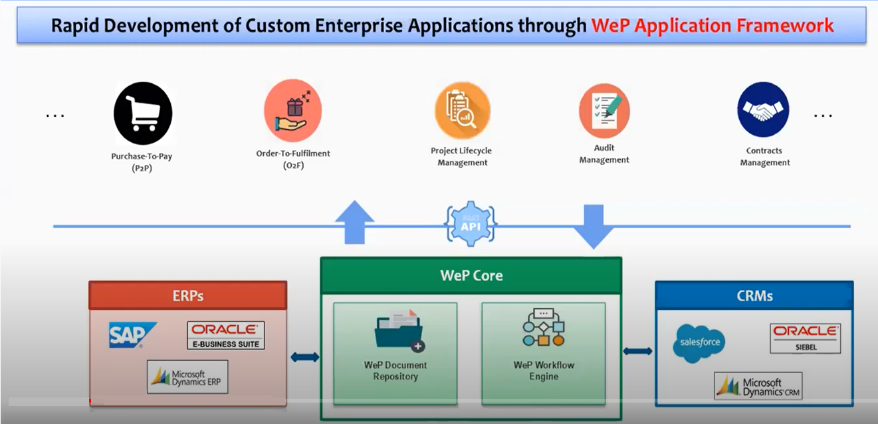 Rapid Development of Custom Enterprise Applications through WeP Application Framework
...
...
Purchase-To-Pay
(P2P)
Order-To-Fulfilment
(O2F)
Project Lifecycle
Management
Audit
Management
Contracts
Management
API
WeP Core
ERPs
SAP
ORACLE
E-BUSINESS SUITE
Microsoft
Dynamics ERP
WeP Document
Repository
WeP Workflow
Engine
CRMs
salesforce
ORACLE
SIEBEL
Microsoft
Dynamics CRM